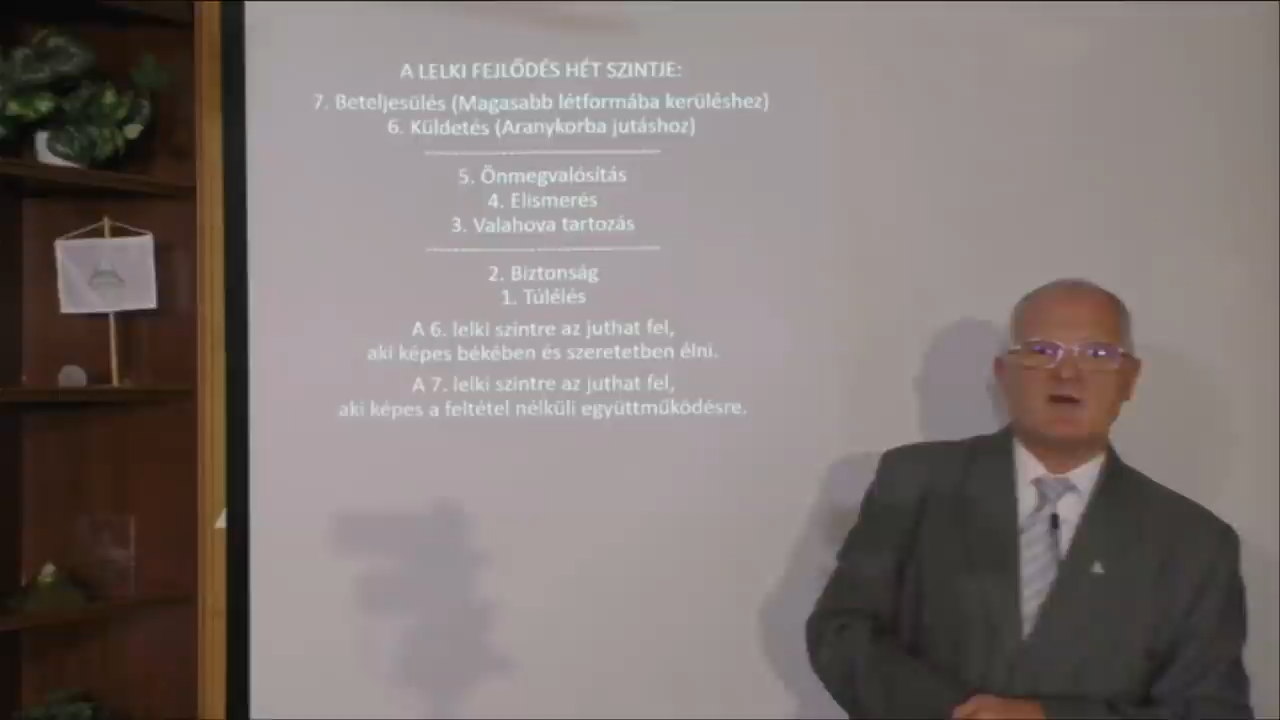 A LELKI FEJLŐDÉS HÉT SZINTJE:
7. Beteljesülés (Magasabb létformába kerüléshez)
6. Küldetés (Aranykorba jutáshoz)
5. Önmegvalósítás
4. Elismerés
3. Valahova tartozás
2. Biztonság
1. Túlélés
A 6. lelki szintre az juthat fel,
aki képes békében és szeretetben élni.
A 7. lelki szintre az juthat fel,
aki képes a feltétel nélküli együttműködésre.